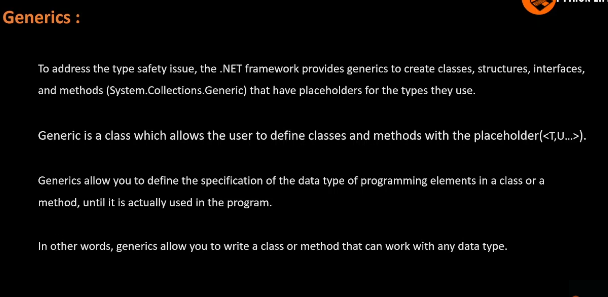 Generics :
To address the type safety issue, the .NET framework provides generics to create classes, structures, interfaces,
and methods (System.Collections.Generic) that have placeholders for the types they use.
Generic is a class which allows the user to define classes and methods with the placeholder(<T,U...>).
Generics allow you to define the specification of the data type of programming elements in a class or a
method, until it is actually used in the program.
In other words, generics allow you to write a class or method that can work with any data type.